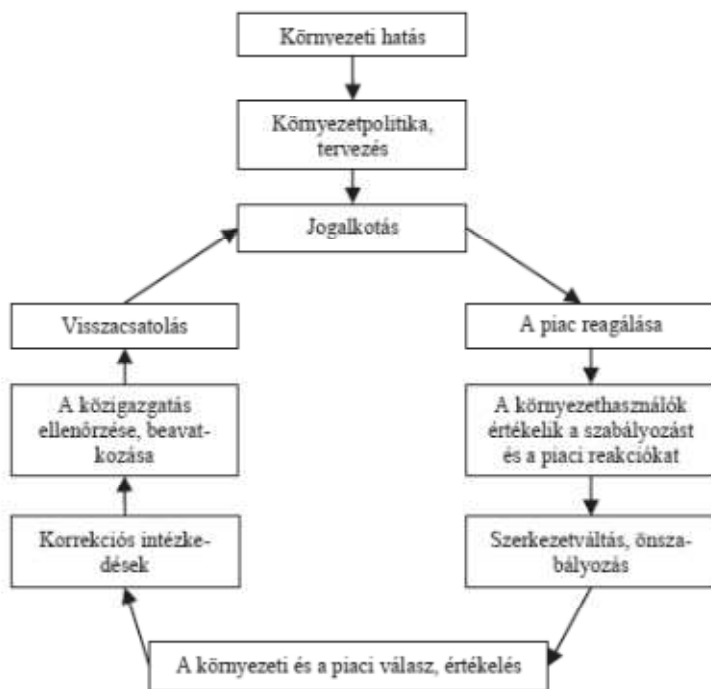 Környezeti hatás
Környezetpolitika,
tervezés
Jogalkotás
Visszacsatolás
A piac reagálása
A közigazgatás
ellenőrzése, beavat-
kozása
A környezethasználók
értékelik a szabályozást
és a piaci reakciókat
Korrekciós intézke-
dések
Szerkezetváltás, önsza-
bályozás
A környezeti és a piaci válasz, értékelés